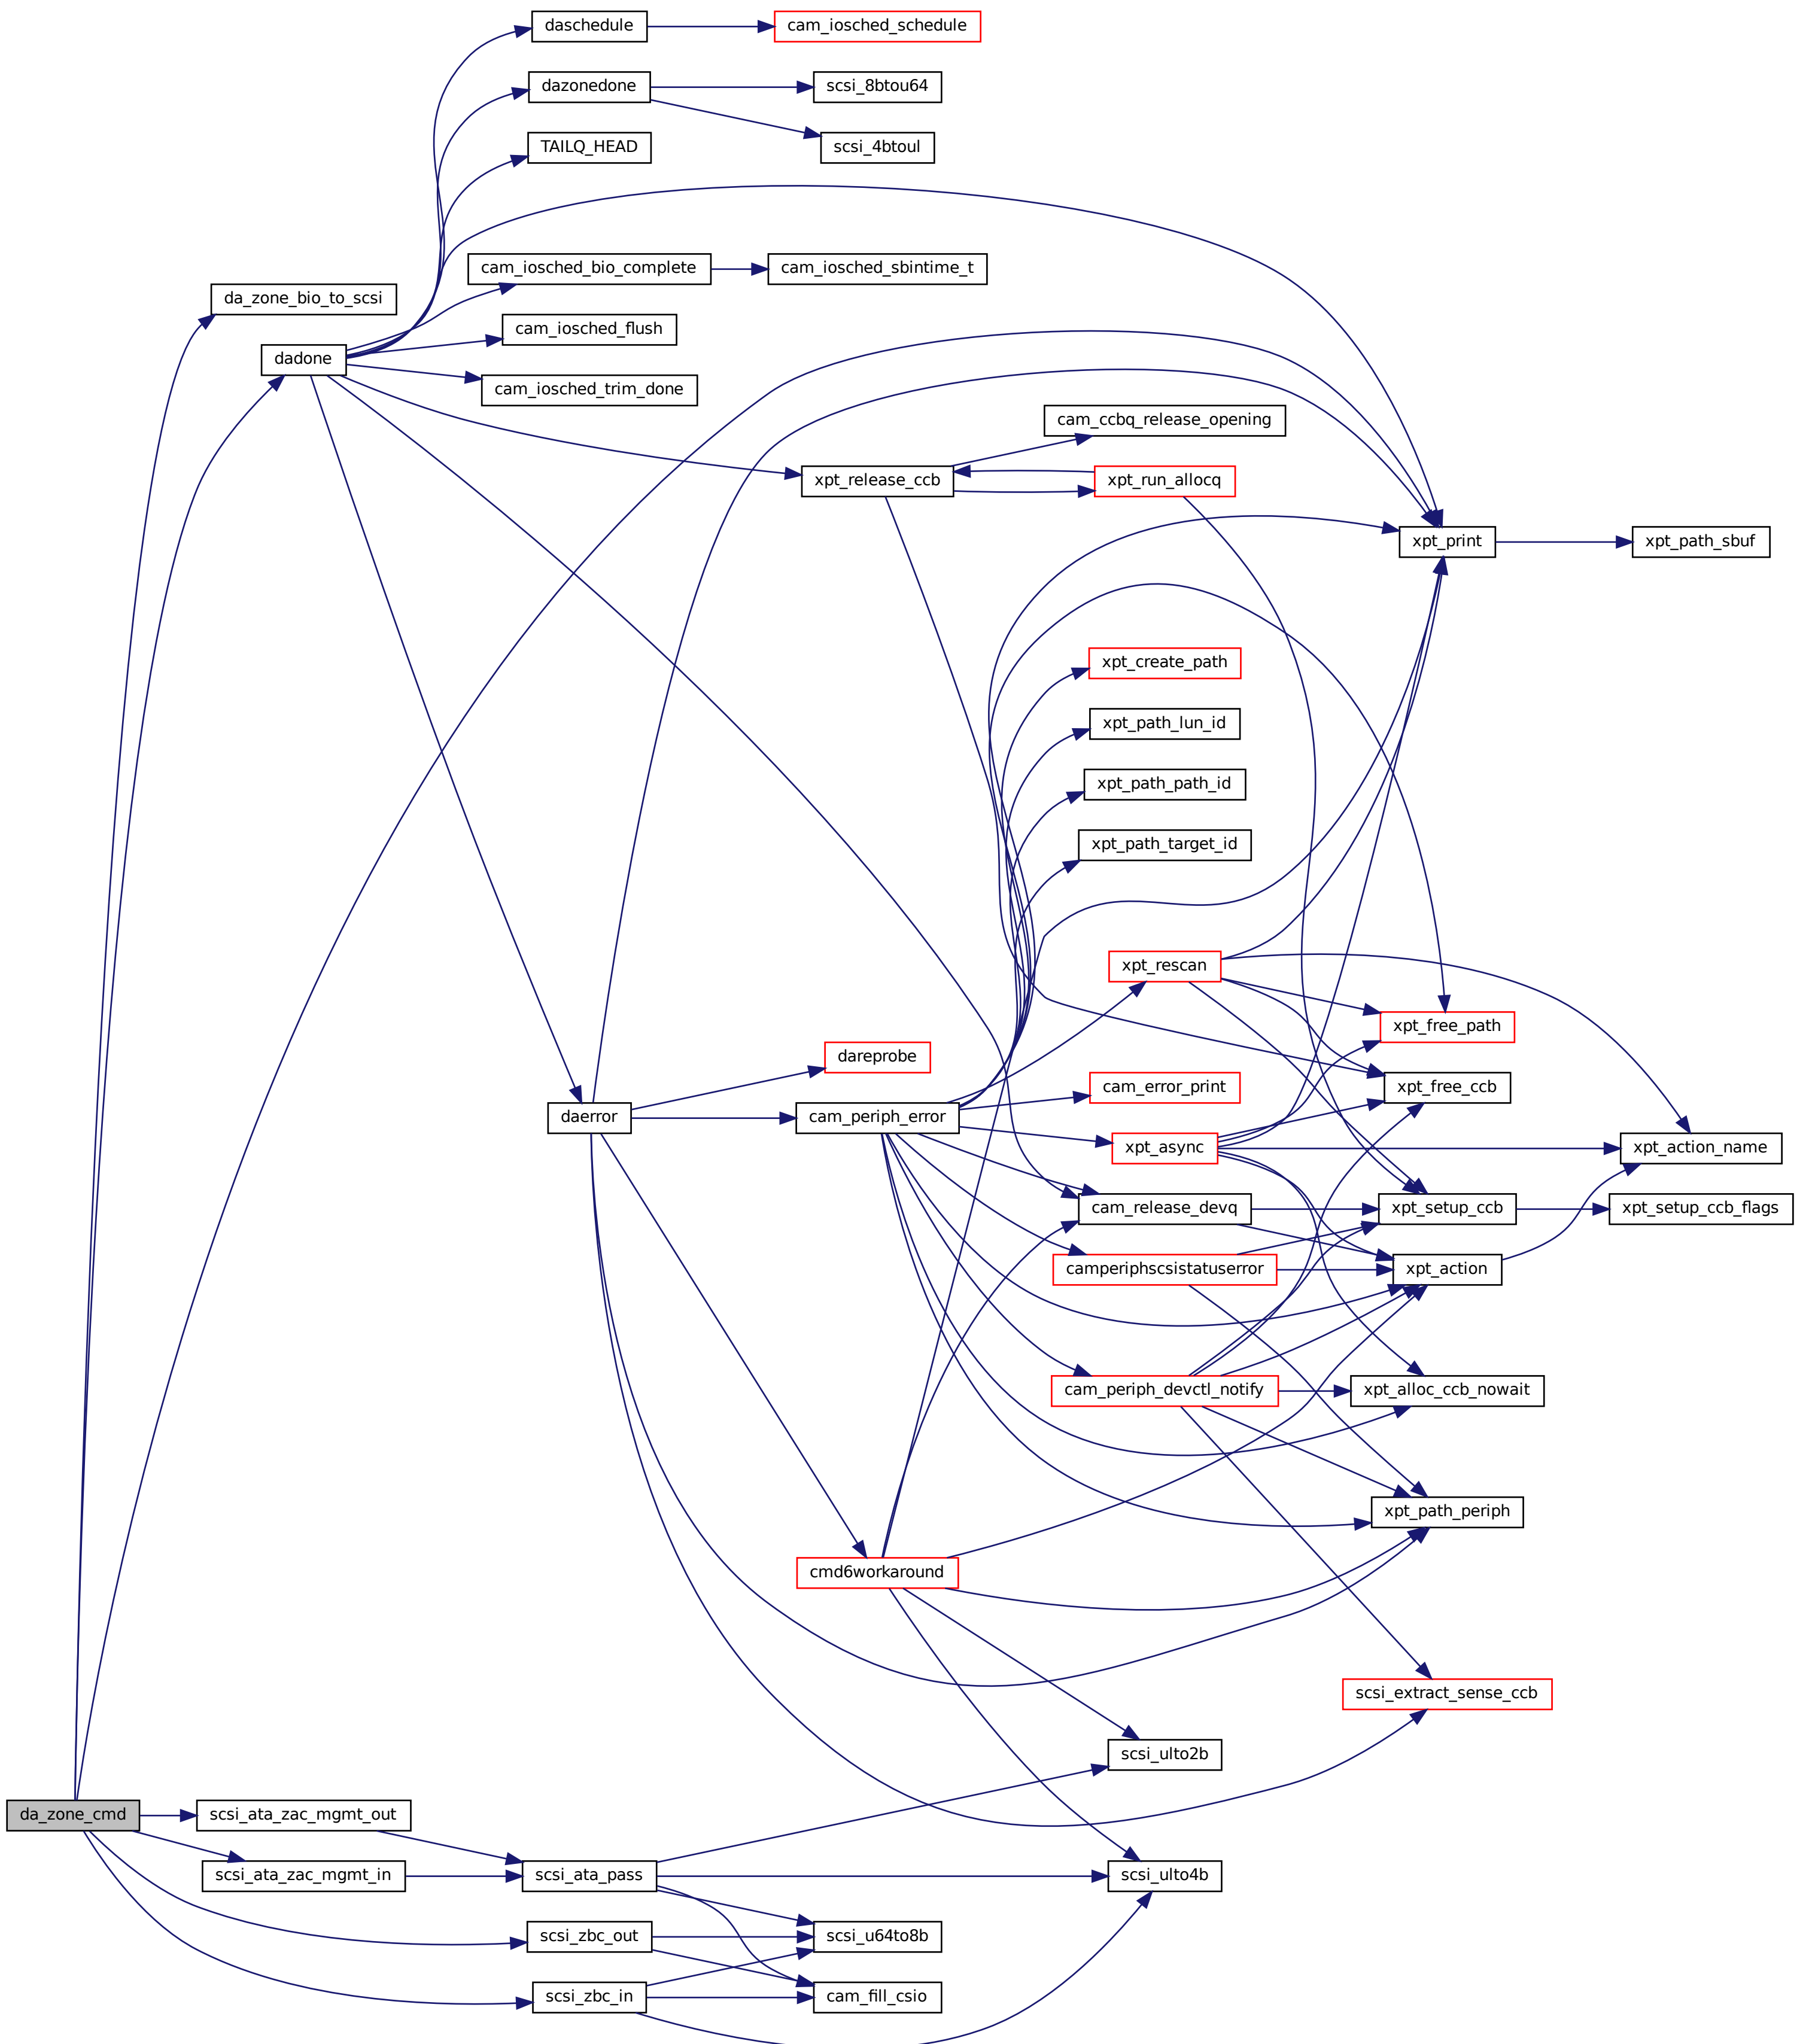 daschedule
cam_iosched_schedule
dazonedone
scsi_8btou64
TAILQ_HEAD
scsi_4btoul
cam_iosched_bio_complete
cam_iosched_sbintime_t
da_zone_bio_to_scsi
cam_iosched_flush
dadone
cam_iosched_trim_done
cam_ccbq_release_opening
xpt_release_ccb
xpt_run_allocq
xpt_print
xpt_path_sbuf
xpt_create_path
xpt_path_lun_id
xpt_path_path_id
xpt_path_target_id
xpt_rescan
xpt_free_path
dareprobe
cam_error_print
xpt_free_ccb
daerror
cam_periph_error
xpt_async
xpt_action_name
cam_release_devq
xpt_setup_ccb
xpt_setup_ccb_flags
camperiphscsistatuserror
xpt_action
cam_periph_devctl_notify
xpt_alloc_ccb_nowait
xpt_path_periph
cmd6workaround
scsi_extract_sense_ccb
scsi_ulto2b
da_zone_cmd
scsi_ata_zac_mgmt_out
scsi_ata_zac_mgmt_in
scsi_ata_pass
scsi_ulto4b
scsi_zbc_out
scsi_u64to8b
scsi_zbc_in
cam_fill_csio